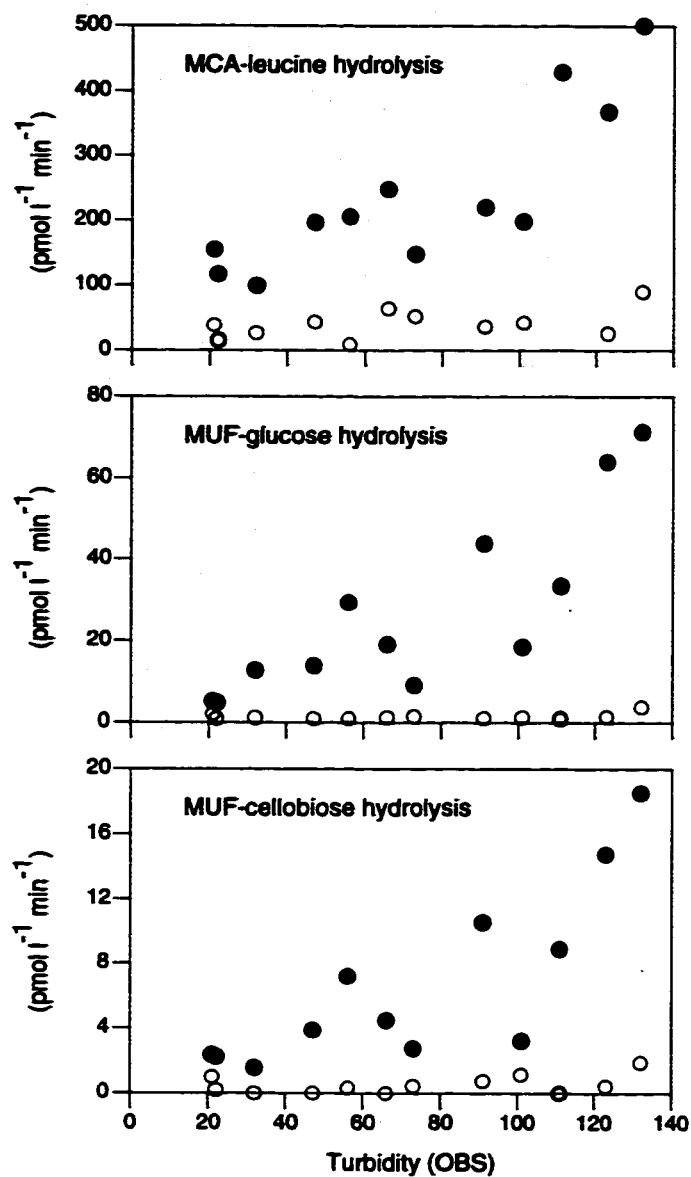 500
MCA-leucine hydrolysis
400
300
200
100
0
(pmol l⁻¹ min⁻¹)
80
MUF-glucose hydrolysis
60
40
20
0
(pmol l⁻¹ min⁻¹)
20
MUF-cellobiose hydrolysis
16
12
8
4
0
(pmol l⁻¹ min⁻¹)
0 20 40 60 80 100 120 140
Turbidity (OBS)